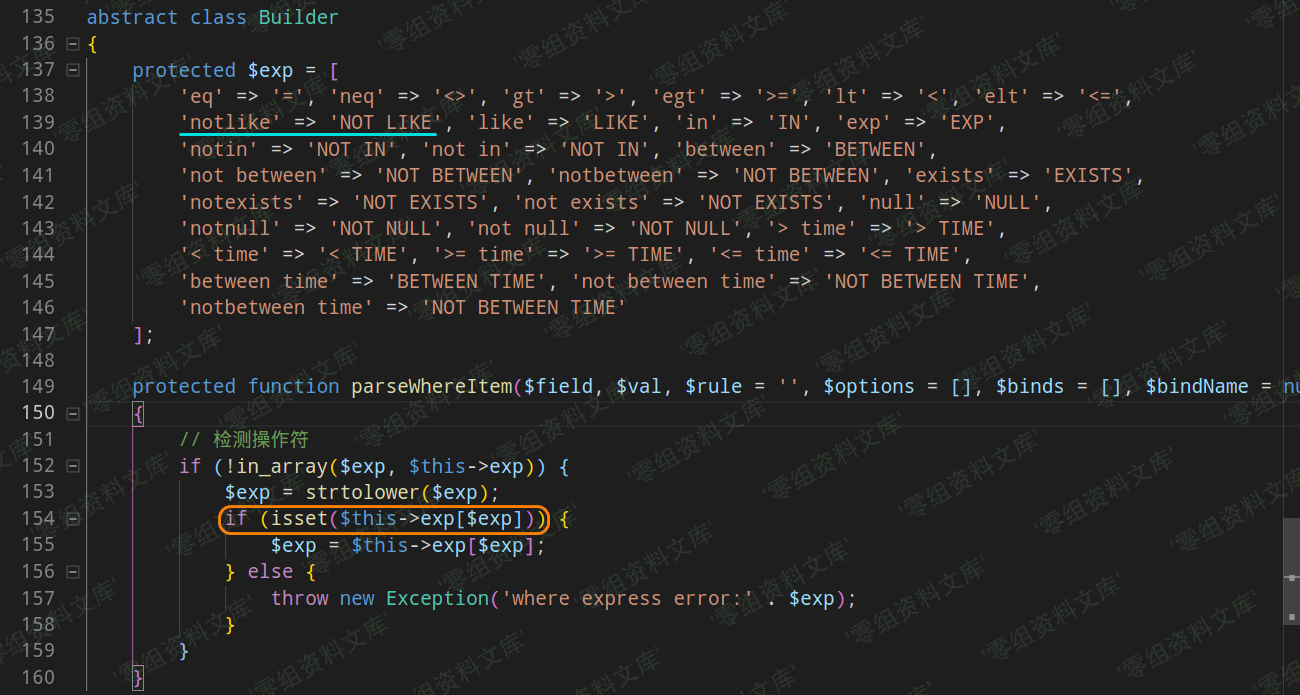 135 abstract class Builder
136 {
137 protected $exp = [
138 'eq' => '=', 'neq' => '<>', 'gt' => '>', 'egt' => '>=', 'lt' => '<', 'elt' => '<=',
139 'notlike' => 'NOT LIKE', 'like' => 'LIKE', 'in' => 'IN', 'exp' => 'EXP',
140 'notin' => 'NOT IN', 'not in' => 'NOT IN', 'between' => 'BETWEEN',
141 'not between' => 'NOT BETWEEN', 'notbetween' => 'NOT BETWEEN', 'exists' => 'EXISTS',
142 'notexists' => 'NOT EXISTS', 'not exists' => 'NOT EXISTS', 'null' => 'NULL',
143 'notnull' => 'NOT NULL', 'not null' => 'NOT NULL', '> time' => '> TIME',
144 '< time' => '< TIME', '>= time' => '>= TIME', '<= time' => '<= TIME',
145 'between time' => 'BETWEEN TIME', 'not between time' => 'NOT BETWEEN TIME',
146 'notbetween time' => 'NOT BETWEEN TIME'
147 ];
148
149 protected function parseWhereItem($field, $val, $rule = '', $options = [], $binds = [], $bindName = nu
150 {
151 // 检测操作符
152 if (!in_array($exp, $this->exp)) {
153 $exp = strtolower($exp);
154 if (isset($this->exp[$exp])) {
155 $exp = $this->exp[$exp];
156 } else {
157 throw new Exception('where express error:' . $exp);
158 }
159 }
160 }
'零组资料文库'